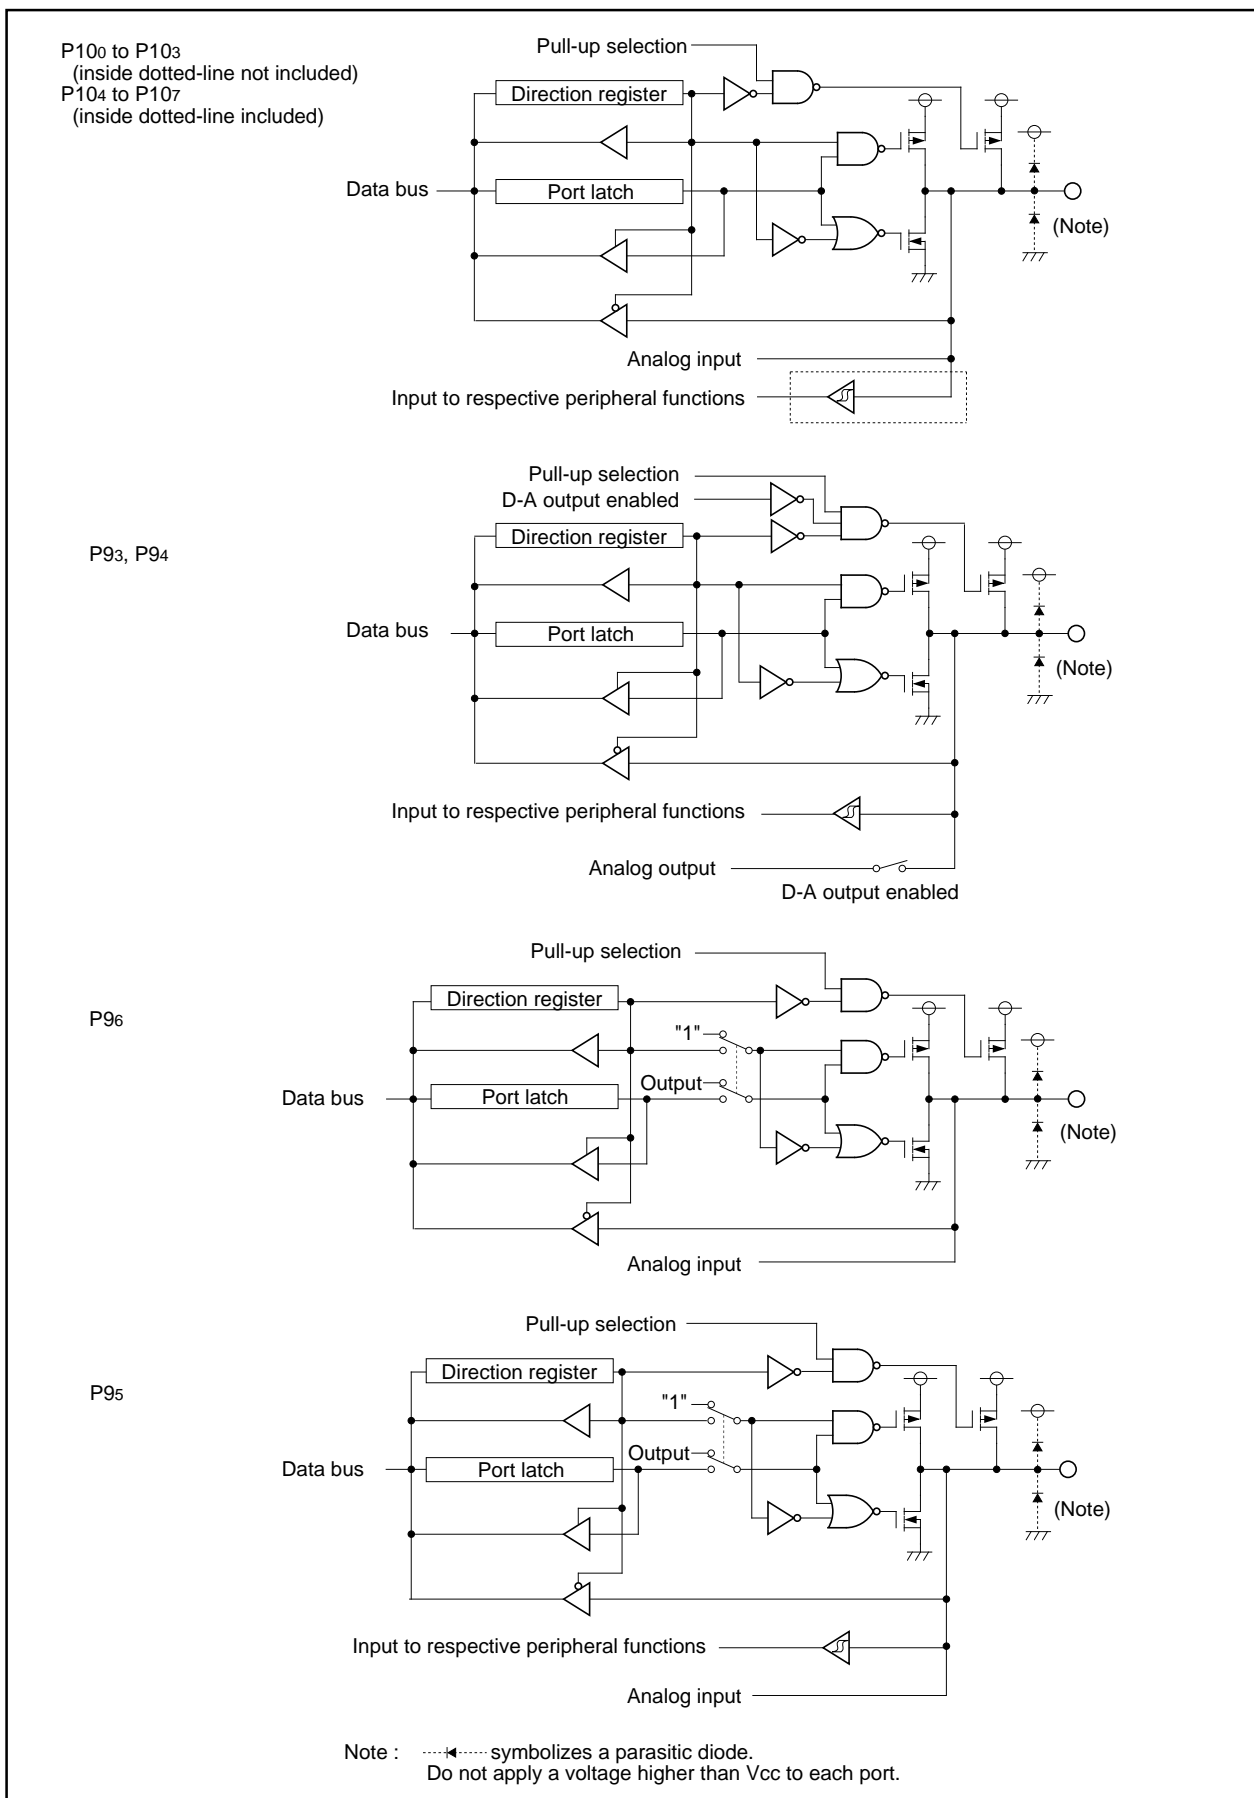 P100 to P103
(inside dotted-line not included)
P104 to P107
(inside dotted-line included)
Pull-up selection
Direction register
Data bus
Port latch
(Note)
Analog input
Input to respective peripheral functions
P93, P94
Pull-up selection
D-A output enabled
Direction register
Data bus
Port latch
(Note)
Input to respective peripheral functions
Analog output
D-A output enabled
P96
Pull-up selection
Direction register
"1"
Output
Data bus
Port latch
(Note)
Analog input
P95
Pull-up selection
Direction register
"1"
Output
Data bus
Port latch
(Note)
Input to respective peripheral functions
Analog input
Note : symbolizes a parasitic diode.
Do not apply a voltage higher than Vcc to each port.